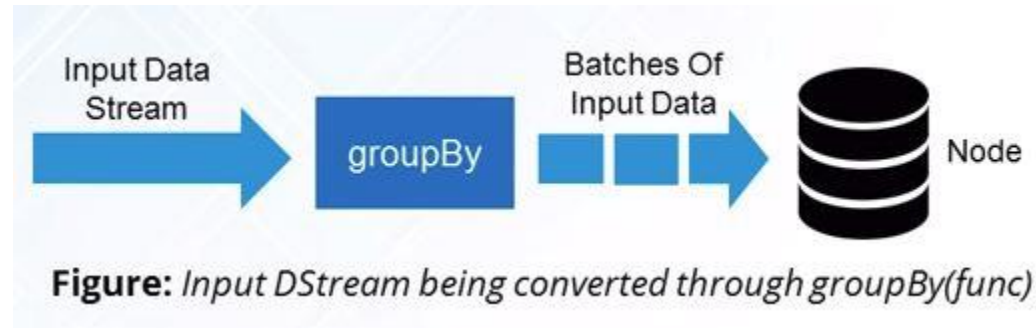 Input Data
Stream
groupBy
Batches Of
Input Data
Node
Figure: Input DStream being converted through groupBy(func)